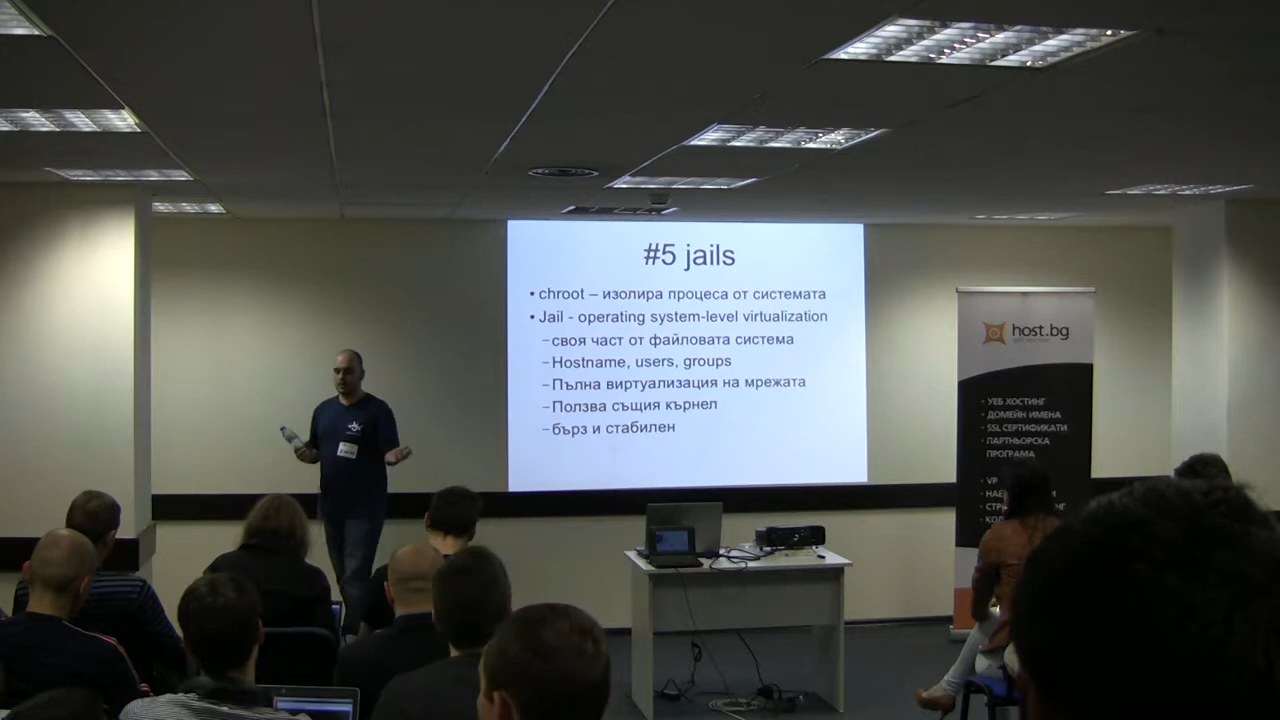 #5 jails
• chroot – изолира процеса от системата
• Jail - operating system-level virtualization
–своя част от файловата система
–Hostname, users, groups
–Пълна виртуализация на мрежата
–Ползва същия кърнел
–бърз и стабилен
host.bg
• УЕБ ХОСТИНГ
• ДОМЕЙН ИМЕНА
• SSL СЕРТИФИКАТИ
• ПАРТНЬОРСКА
ПРОГРАМА